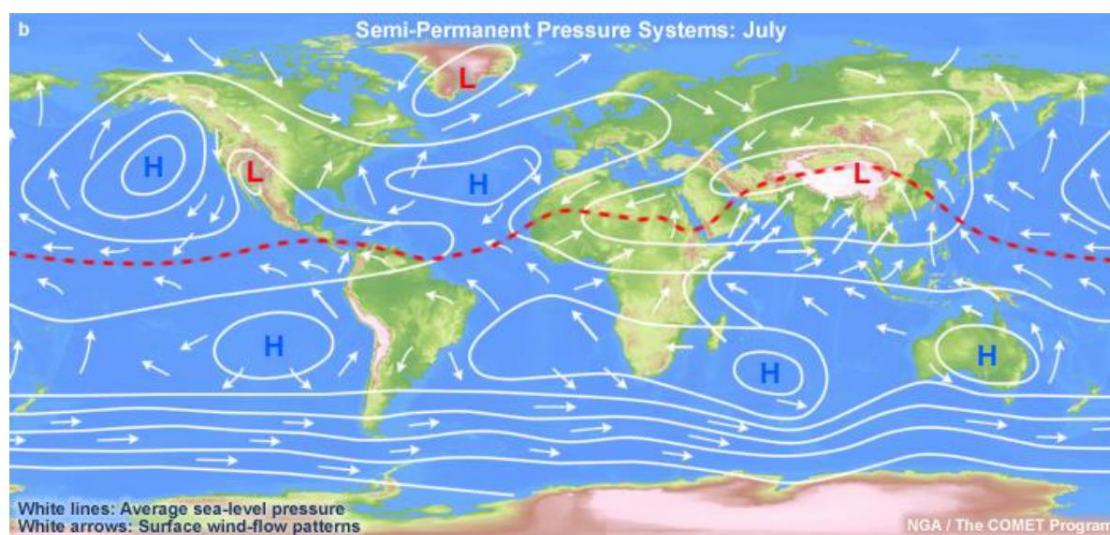 b
Semi-Permanent Pressure Systems: July
L
H
L
H
L
H
H
H
White lines: Average sea-level pressure
White arrows: Surface wind-flow patterns
NGA / The COMET Program